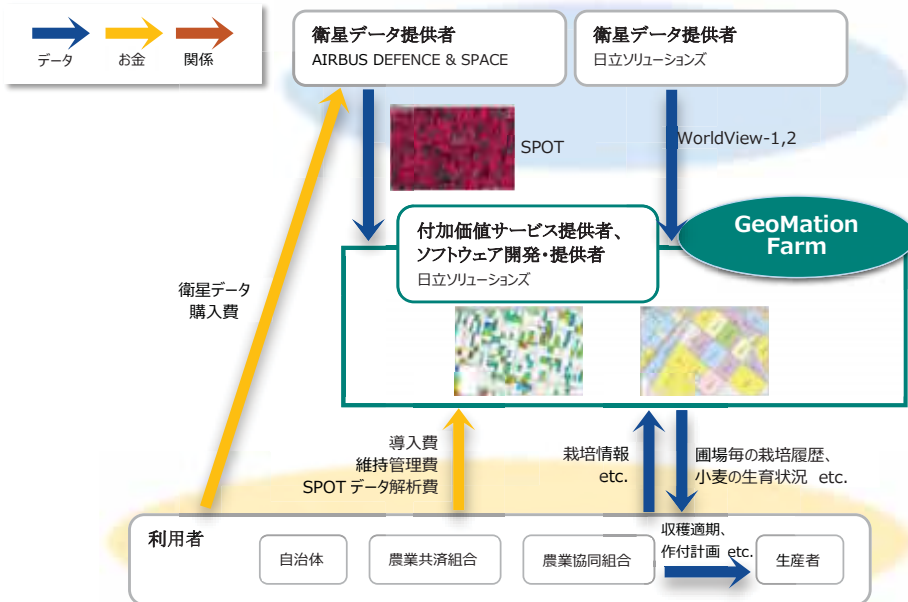 データ
お金
関係
衛星データ提供者
AIRBUS DEFENCE & SPACE
衛星データ提供者
日立ソリューションズ
SPOT
WorldView-1,2
付加価値サービス提供者、
ソフトウェア開発・提供者
日立ソリューションズ
GeoMation
Farm
衛星データ
購入費
導入費
維持管理費
SPOT データ解析費
栽培情報
etc.
圃場毎の栽培履歴、
小麦の生育状況 etc.
利用者
自治体
農業共済組合
農業協同組合
収穫適期、
作付計画 etc.
生産者